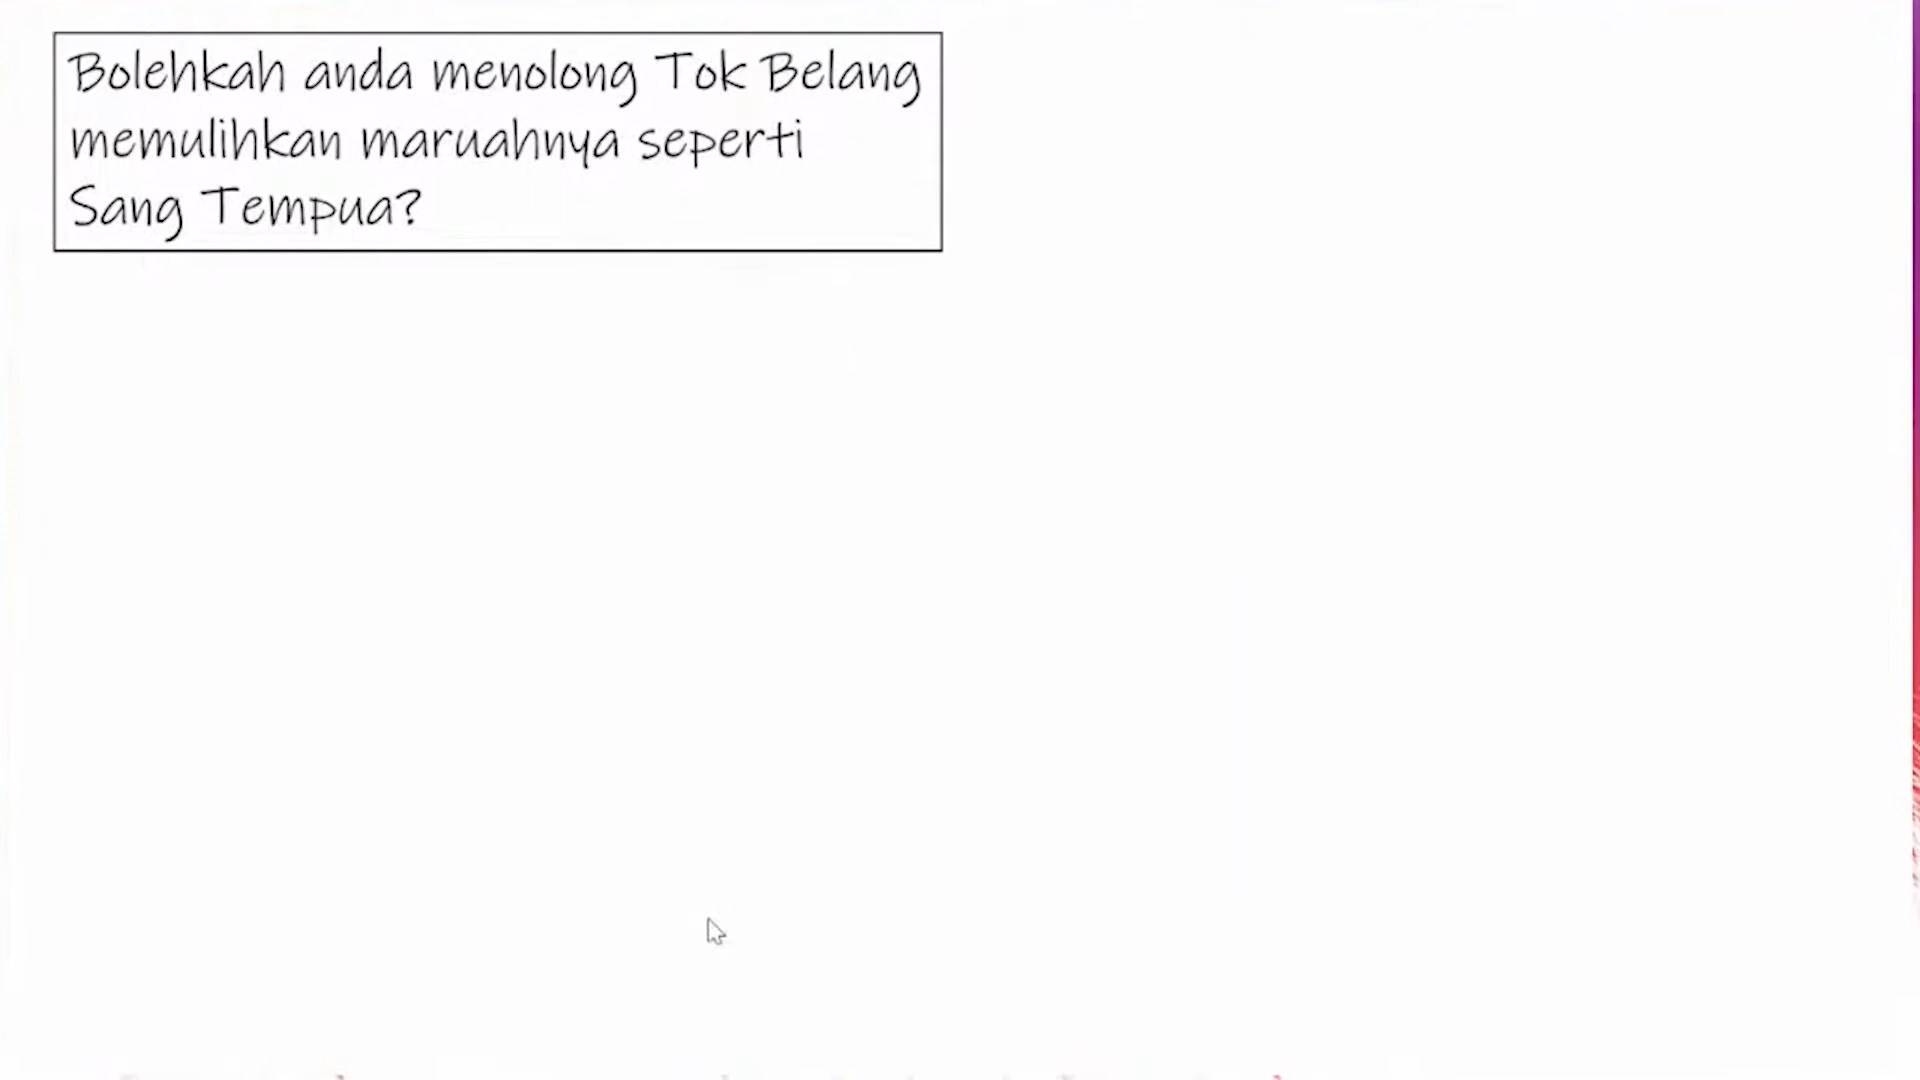 Bolehkah anda menolong Tok Belang
memulihkan maruahnya seperti
Sang Tempua?